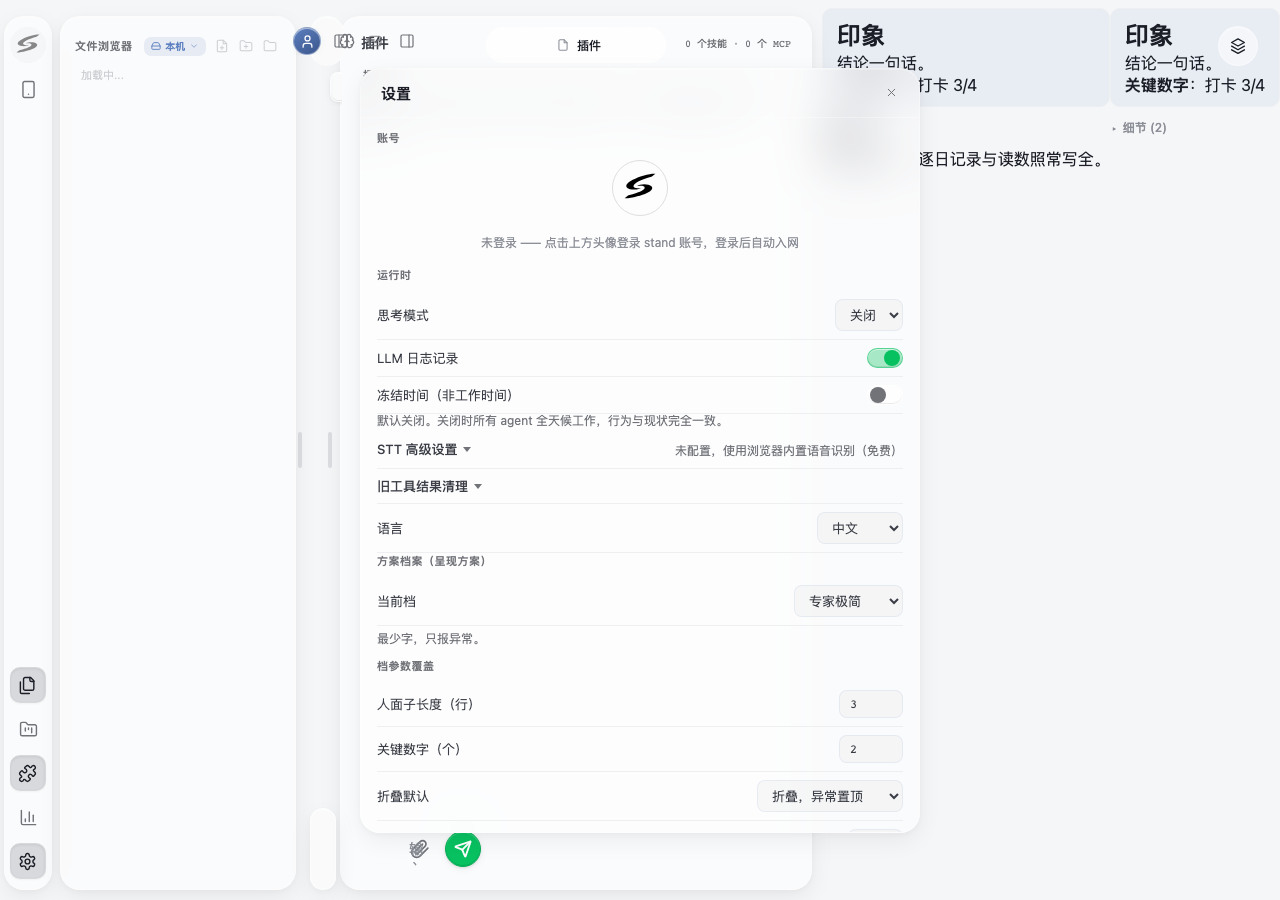 文件浏览器
本机
加载中...
插件
插件
0 个技能 · 0 个 MCP
印象
结论一句话。
打卡 3/4
印象
结论一句话。
关键数字：打卡 3/4
细节 (2)
逐日记录与读数照常写全。
设置
账号
未登录 —— 点击上方头像登录 stand 账号，登录后自动入网
运行时
思考模式
关闭
LLM 日志记录
冻结时间（非工作时间）
默认关闭。关闭时所有 agent 全天候工作，行为与现状完全一致。
STT 高级设置
未配置，使用浏览器内置语音识别（免费）
旧工具结果清理
语言
中文
方案档案（呈现方案）
当前档
专家极简
最少字，只报异常。
档参数覆盖
人面子长度（行）
3
关键数字（个）
2
折叠默认
折叠，异常置顶